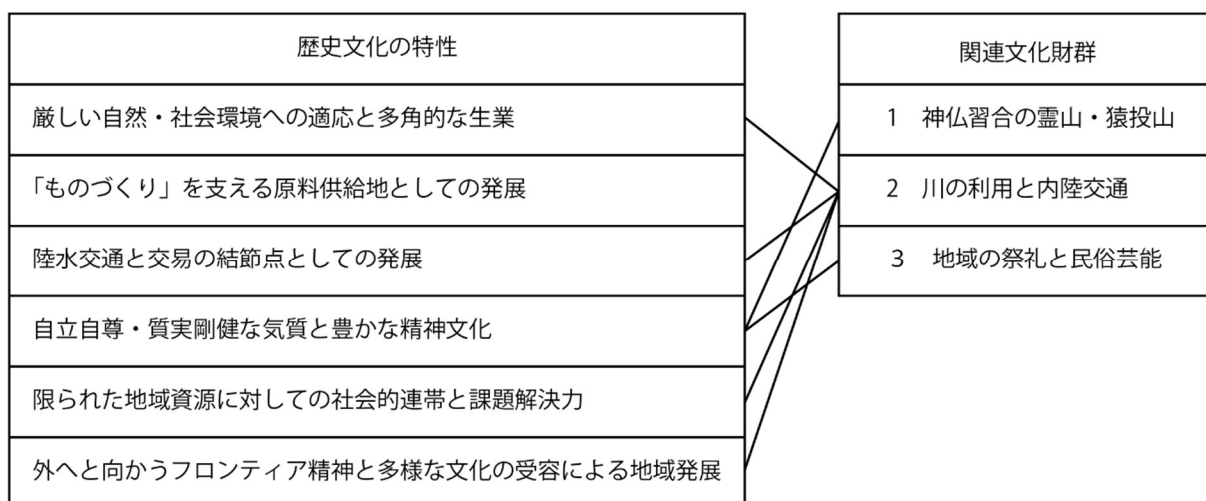 歴史文化の特性
厳しい自然・社会環境への適応と多角的な生業
「ものづくり」を支える原料供給地としての発展
陸水交通と交易の結節点としての発展
自立自尊・質実剛健な気質と豊かな精神文化
限られた地域資源に対しての社会的連帯と課題解決力
外へと向かうフロンティア精神と多様な文化の受容による地域発展
関連文化財群
1 神仏習合の霊山・猿投山
2 川の利用と内陸交通
3 地域の祭礼と民俗芸能